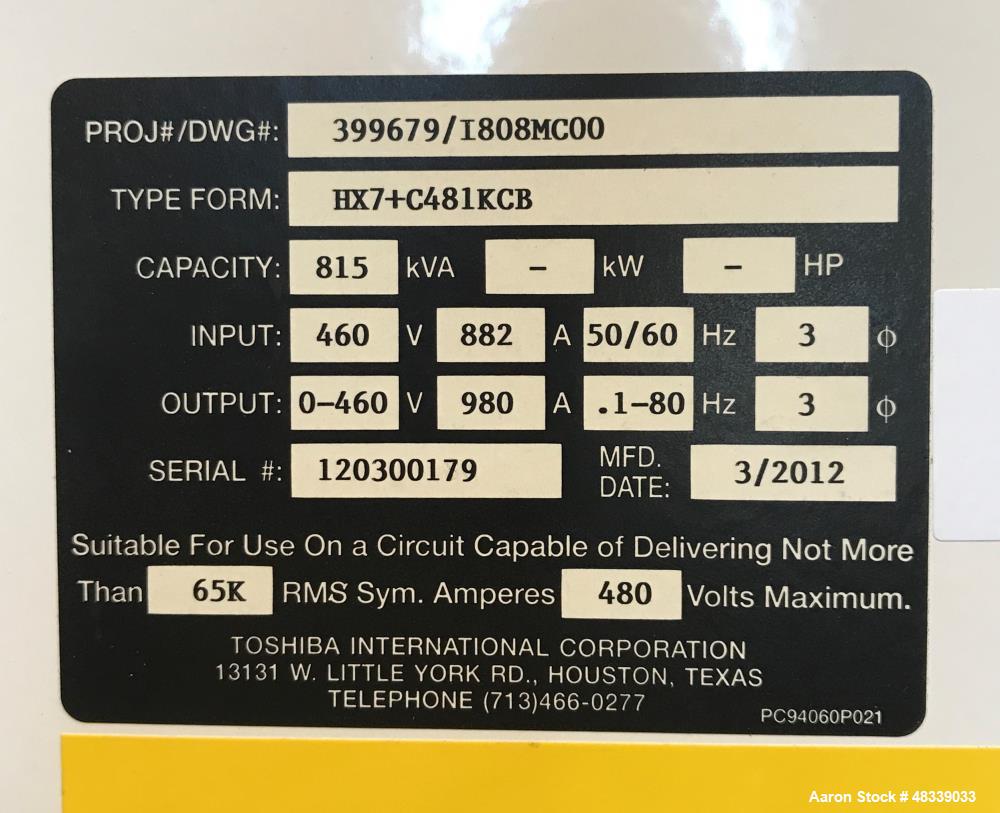 PROJ#/DWG#: 399679/I808MC00
TYPE FORM: HX7+C481KCB
CAPACITY: 815 kVA – kW – HP
INPUT: 460 V 882 A 50/60 Hz 3 ϕ
OUTPUT: 0–460 V 980 A .1–80 Hz 3 ϕ
SERIAL #: 120300179 MFD. DATE: 3/2012
Suitable For Use On a Circuit Capable of Delivering Not More
Than 65K RMS Sym. Amperes 480 Volts Maximum.
TOSHIBA INTERNATIONAL CORPORATION
13131 W. LITTLE YORK RD., HOUSTON, TEXAS
TELEPHONE (713)466-0277
PC94060P021
Aaron Stock # 48339033